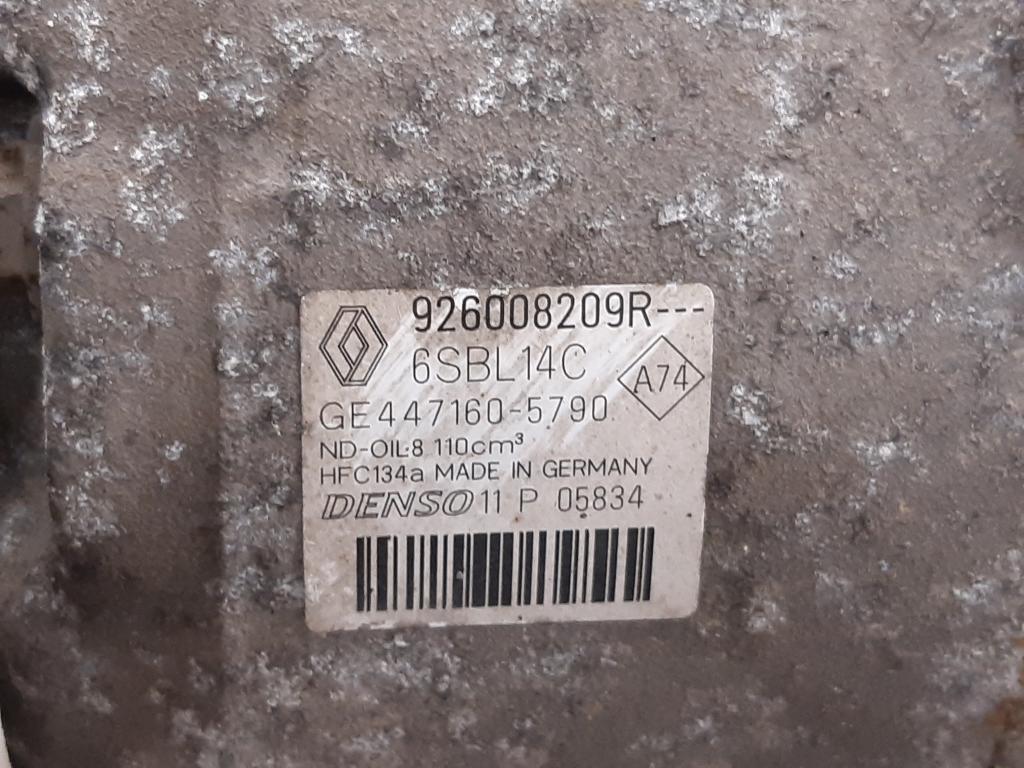 926008209R---
6SBL14C
A74
GE447160-5790
ND-OIL8 110cm³
HFC134a MADE IN GERMANY
DENSO 11 P 05834